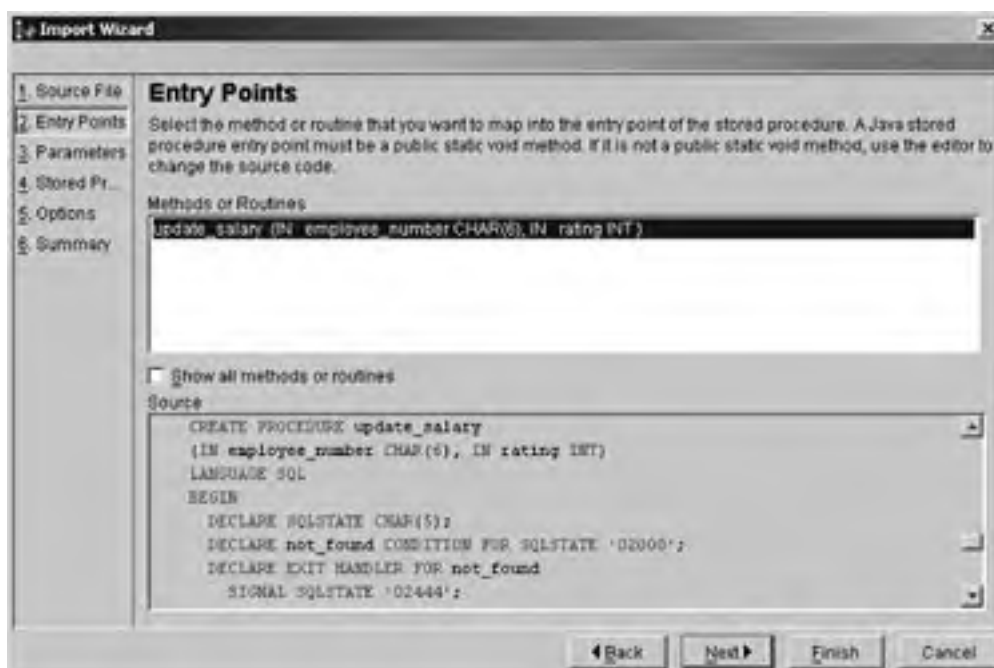 Import Wizard
1. Source File
2. Entry Points
3. Parameters
4. Stored Pr...
5. Options
6. Summary
Entry Points
Select the method or routine that you want to map into the entry point of the stored procedure. A Java stored
procedure entry point must be a public static void method. If it is not a public static void method, use the editor to
change the source code.
Methods or Routines
update_salary (IN employee_number CHAR(6), IN rating INT )
Show all methods or routines
Source
CREATE PROCEDURE update_salary
(IN employee_number CHAR(6), IN rating INT)
LANGUAGE SQL
BEGIN
DECLARE SQLSTATE CHAR(5);
DECLARE not_found CONDITION FOR SQLSTATE '02000';
DECLARE EXIT HANDLER FOR not_found
SIGNAL SQLSTATE '02444';
Back
Next
Finish
Cancel